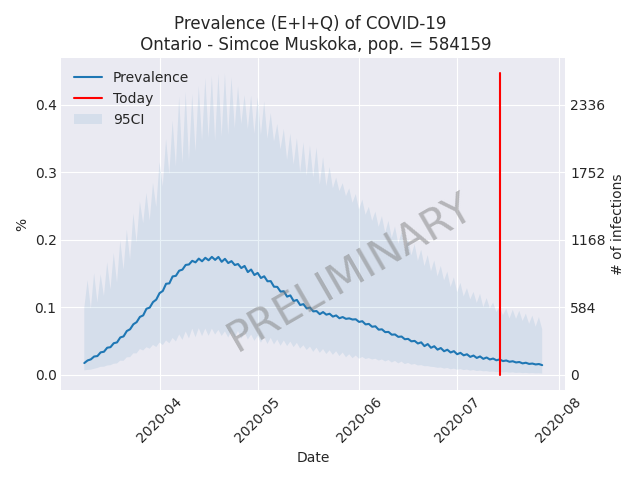 Prevalence (E+I+Q) of COVID-19
Ontario - Simcoe Muskoka, pop. = 584159
Prevalence
Today
95CI
0.4
0.3
0.2
0.1
0.0
%
2336
1752
1168
584
0
# of infections
PRELIMINARY
2020-04
2020-05
2020-06
2020-07
2020-08
Date